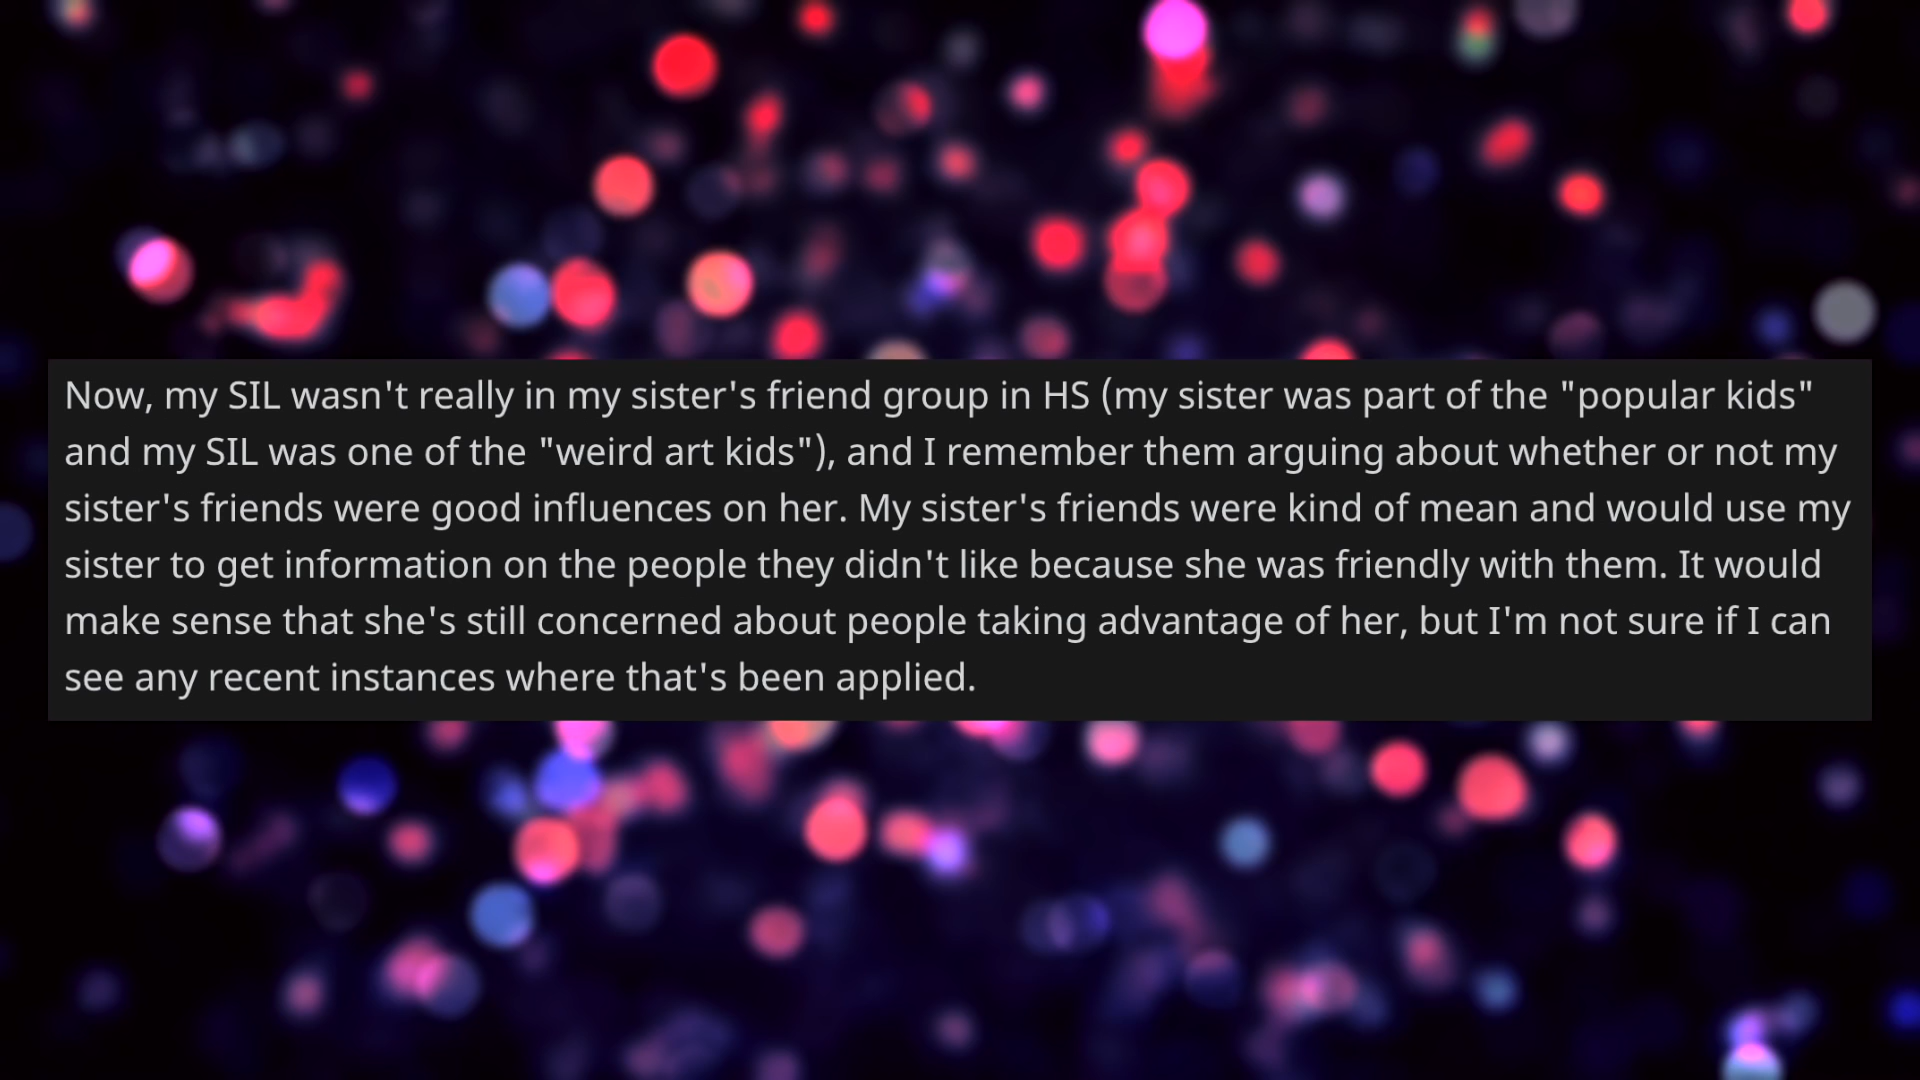 Now, my SIL wasn't really in my sister's friend group in HS (my sister was part of the "popular kids"
and my SIL was one of the "weird art kids"), and I remember them arguing about whether or not my
sister's friends were good influences on her. My sister's friends were kind of mean and would use my
sister to get information on the people they didn't like because she was friendly with them. It would
make sense that she's still concerned about people taking advantage of her, but I'm not sure if I can
see any recent instances where that's been applied.